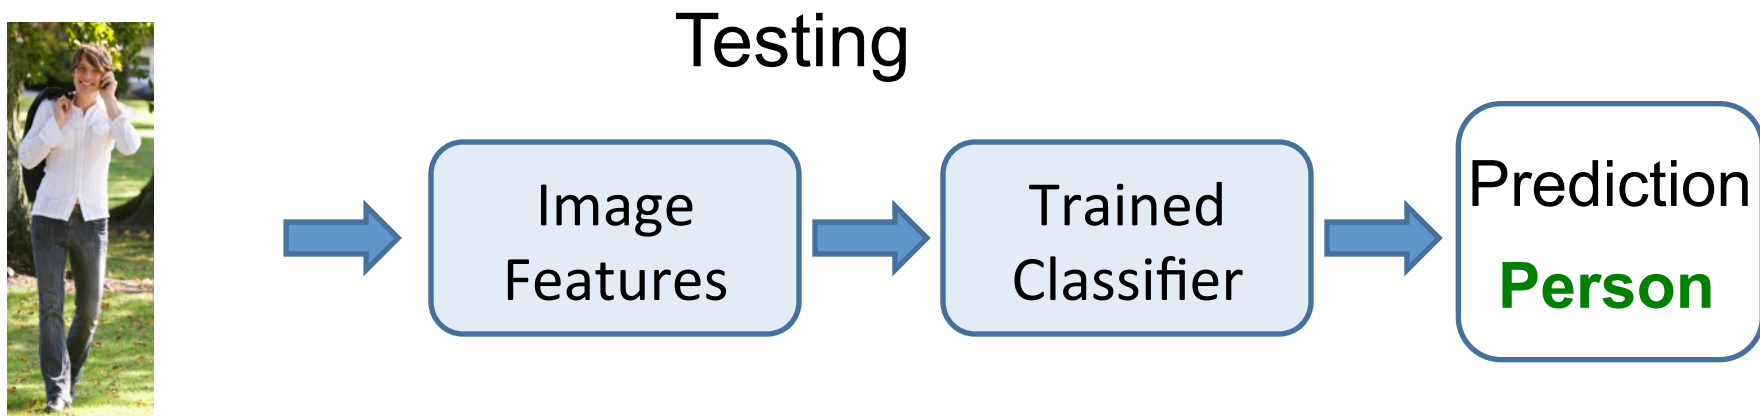 Testing
Image
Features
Trained
Classifier
Prediction
Person